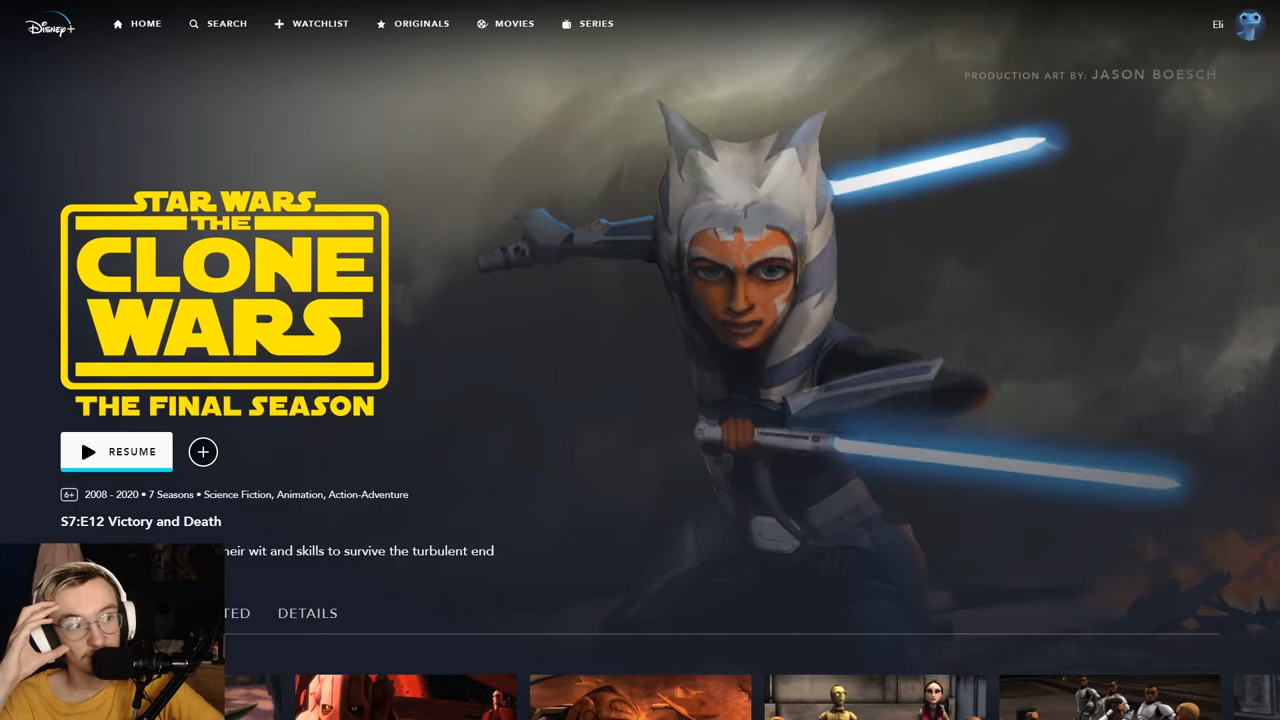 Disney+
HOME
SEARCH
WATCHLIST
ORIGINALS
MOVIES
SERIES
Eli
PRODUCTION ART BY: JASON BOESCH
STAR WARS
THE
CLONE
WARS
THE FINAL SEASON
RESUME
6+ 2008 - 2020 • 7 Seasons • Science Fiction, Animation, Action-Adventure
S7:E12 Victory and Death
heir wit and skills to survive the turbulent end
TED
DETAILS